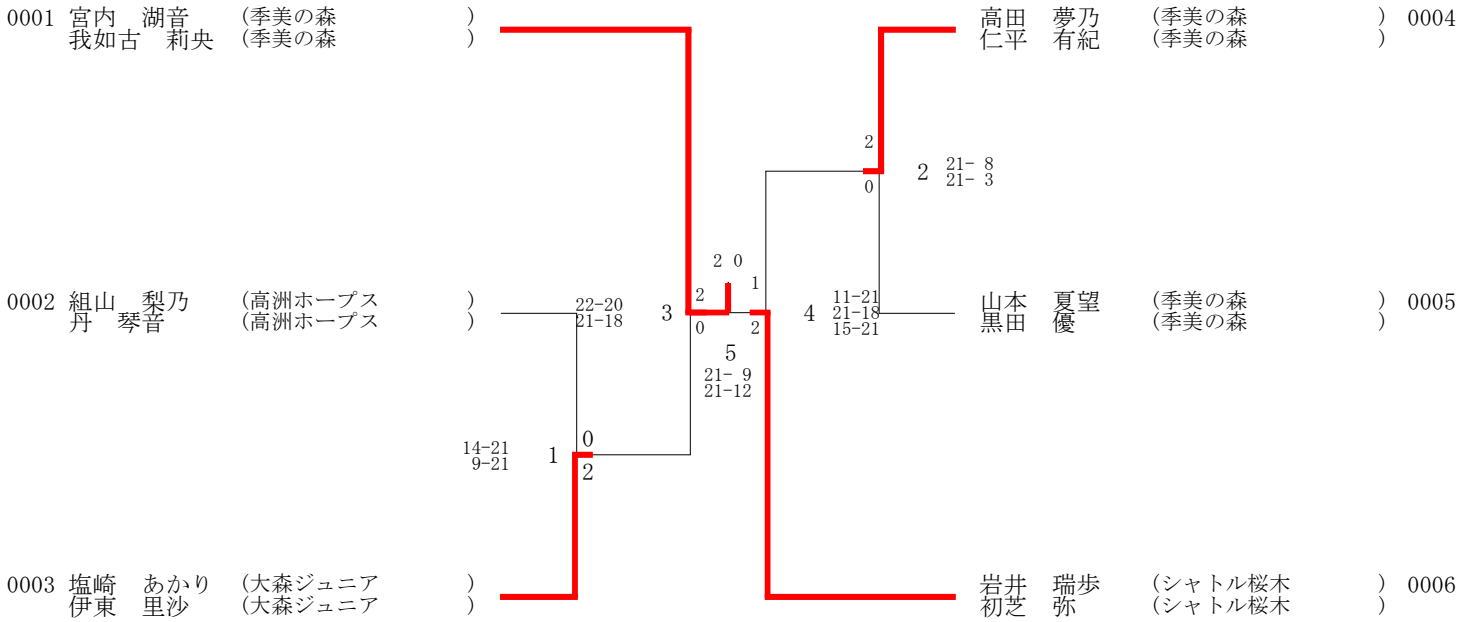 0001 宮内 湖音 (季美の森 )
我如古 莉央 (季美の森 )
高田 夢乃 (季美の森 ) 0004
仁平 有紀 (季美の森 )
2
0
2 21- 8
21- 3
2 0
1
0002 組山 梨乃 (高洲ホープス )
丹 琴音 (高洲ホープス )
22-20
21-18
3
2
0
2
4
11-21
21-18
15-21
山本 夏望 (季美の森 ) 0005
黒田 優 (季美の森 )
5
21- 9
21-12
14-21
9-21
1
0
2
0003 塩崎 あかり (大森ジュニア )
伊東 里沙 (大森ジュニア )
岩井 瑞歩 (シャトル桜木 ) 0006
初芝 弥 (シャトル桜木 )